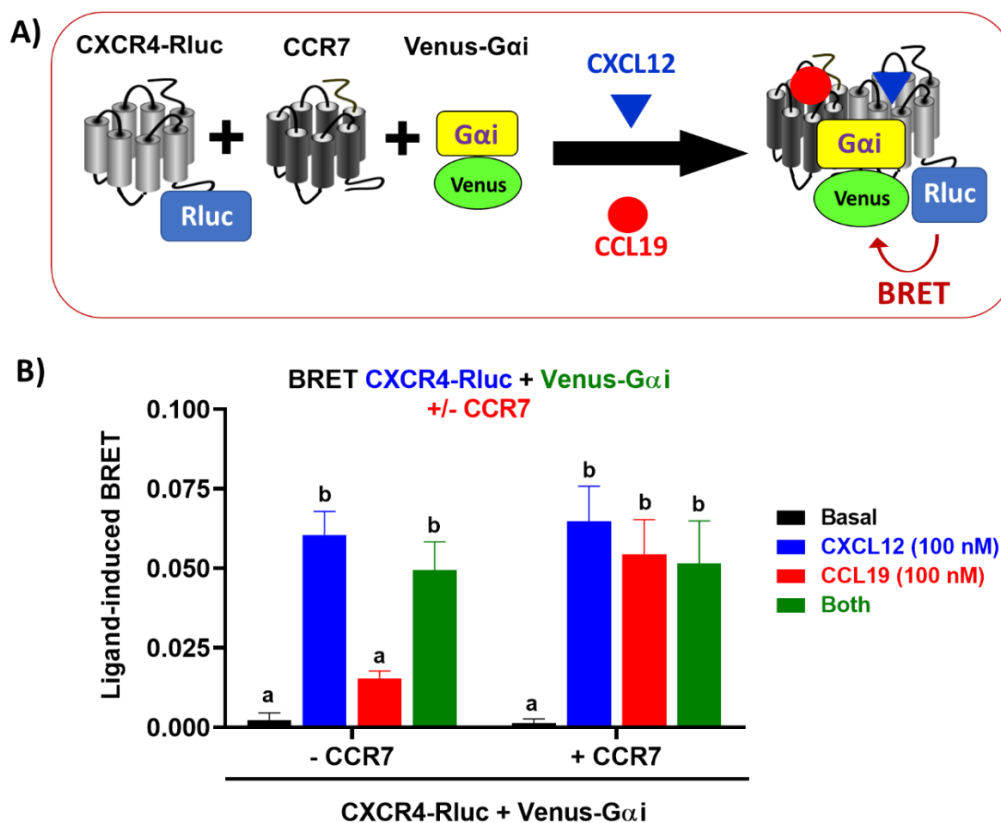 A)
CXCR4-Rluc
CCR7
Venus-Gαi
CXCL12
+
+
Gαi
Venus
Rluc
CCL19
Gαi
Venus
Rluc
BRET
B)
BRET CXCR4-Rluc + Venus-Gαi
+/- CCR7
Ligand-induced BRET
0.100
0.075
0.050
0.025
0.000
a
b
a
b
a
b
b
b
- CCR7
+ CCR7
CXCR4-Rluc + Venus-Gαi
Basal
CXCL12 (100 nM)
CCL19 (100 nM)
Both